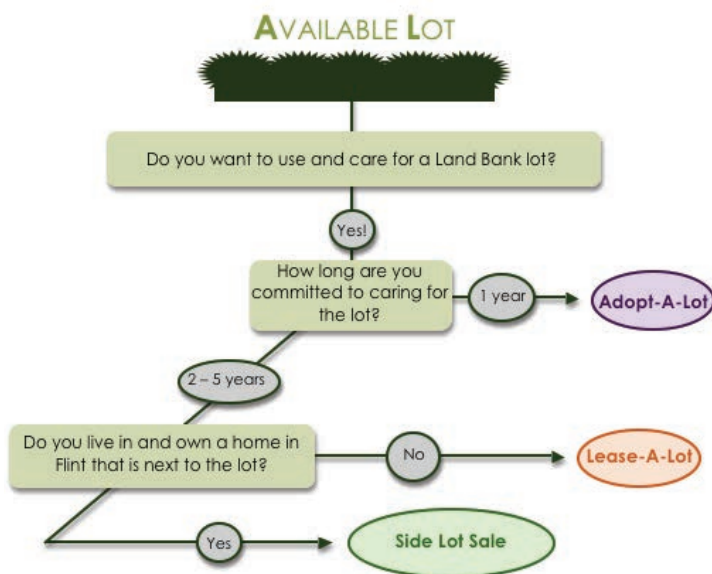 AVAILABLE LOT
Do you want to use and care for a Land Bank lot?
Yes!
How long are you
committed to caring for
the lot?
1 year
Adopt-A-Lot
2 – 5 years
Do you live in and own a home in
Flint that is next to the lot?
No
Lease-A-Lot
Yes
Side Lot Sale